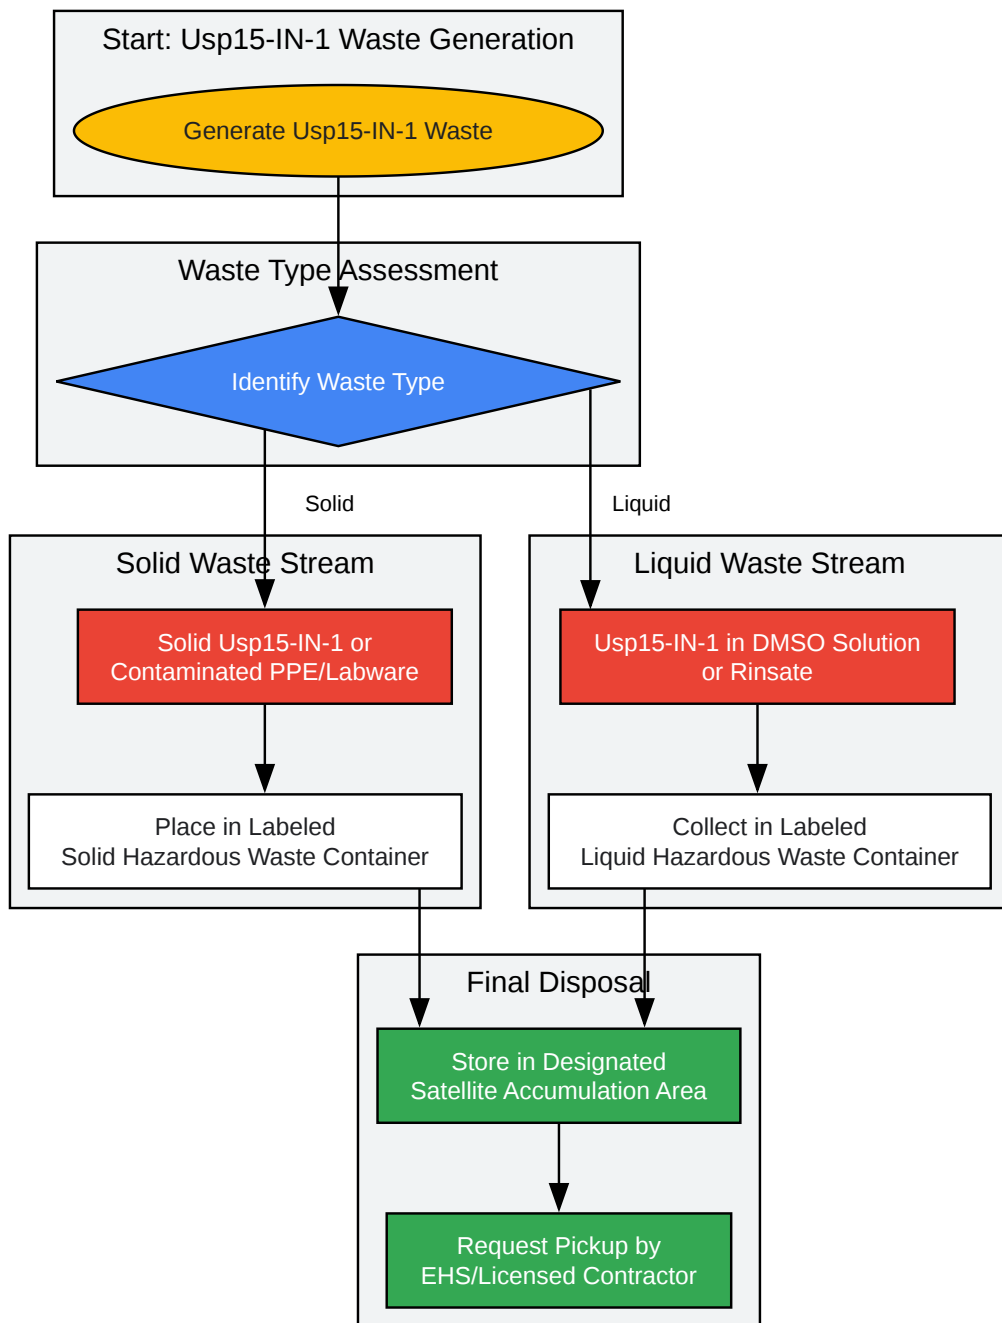 Start: Usp15-IN-1 Waste Generation
Generate Usp15-IN-1 Waste
Waste Type Assessment
Identify Waste Type
Solid
Liquid
Solid Waste Stream
Solid Usp15-IN-1 or
Contaminated PPE/Labware
Place in Labeled
Solid Hazardous Waste Container
Liquid Waste Stream
Usp15-IN-1 in DMSO Solution
or Rinsate
Collect in Labeled
Liquid Hazardous Waste Container
Final Disposal
Store in Designated
Satellite Accumulation Area
Request Pickup by
EHS/Licensed Contractor